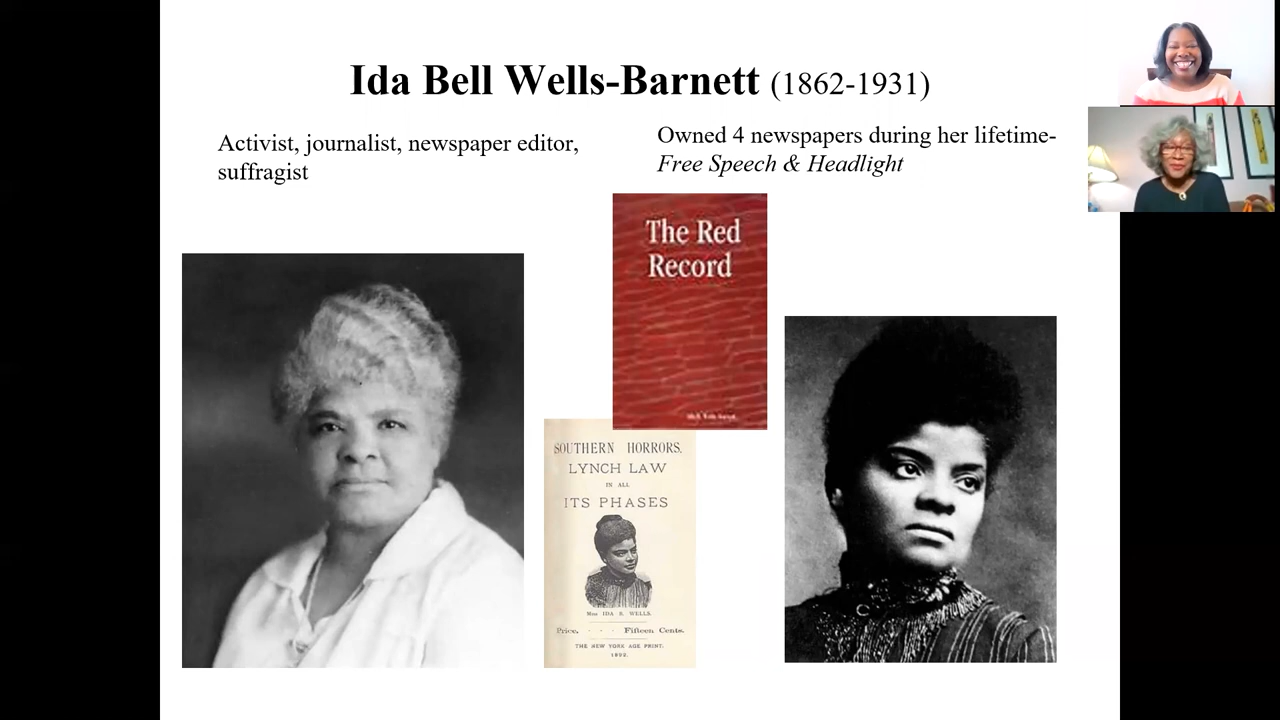 Ida Bell Wells-Barnett (1862-1931)
Activist, journalist, newspaper editor,
suffragist
Owned 4 newspapers during her lifetime-
Free Speech & Headlight
The Red
Record
SOUTHERN HORRORS.
LYNCH LAW
IN ALL
ITS PHASES
Miss IDA B. WELLS.
Price, - - - Fifteen Cents.
THE NEW YORK AGE PRINT,
1892.